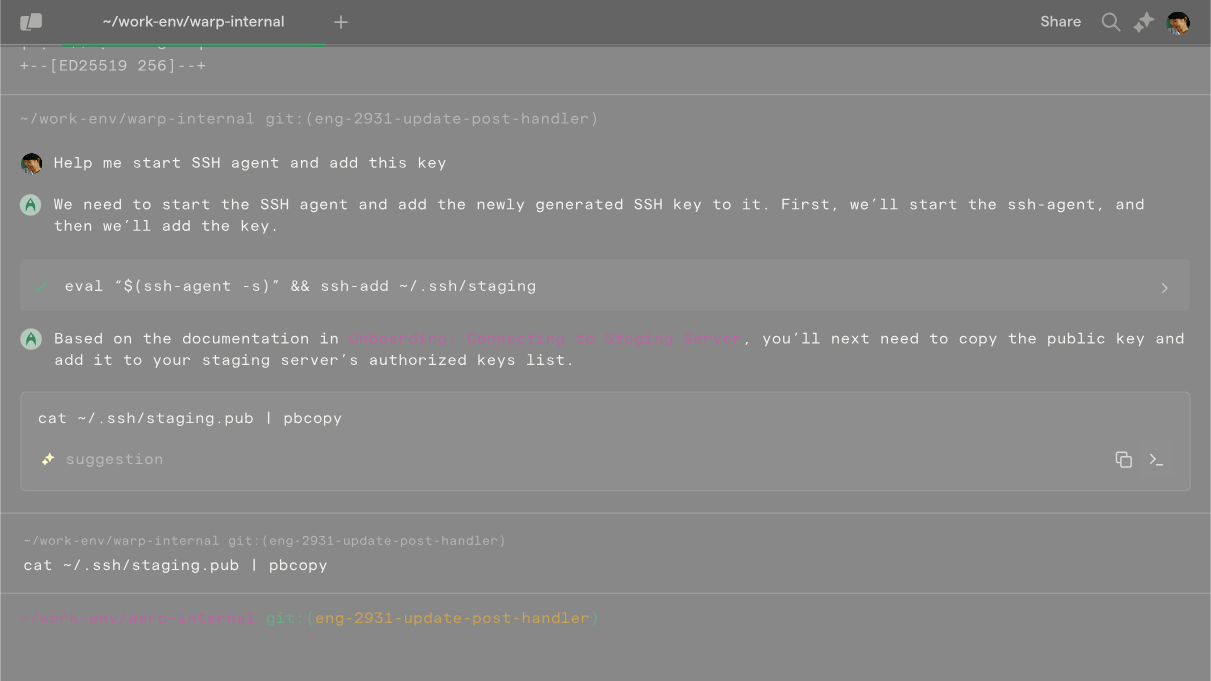 ~/work-env/warp-internal
Share
+--[ED25519 256]--+
~/work-env/warp-internal git:(eng-2931-update-post-handler)
Help me start SSH agent and add this key
We need to start the SSH agent and add the newly generated SSH key to it. First, we’ll start the ssh-agent, and
then we’ll add the key.
eval “$(ssh-agent -s)” && ssh-add ~/.ssh/staging
Based on the documentation in Onboarding: Connecting to Staging Server, you’ll next need to copy the public key and
add it to your staging server’s authorized keys list.
cat ~/.ssh/staging.pub | pbcopy
suggestion
~/work-env/warp-internal git:(eng-2931-update-post-handler)
cat ~/.ssh/staging.pub | pbcopy
~/work-env/warp-internal git:(eng-2931-update-post-handler)